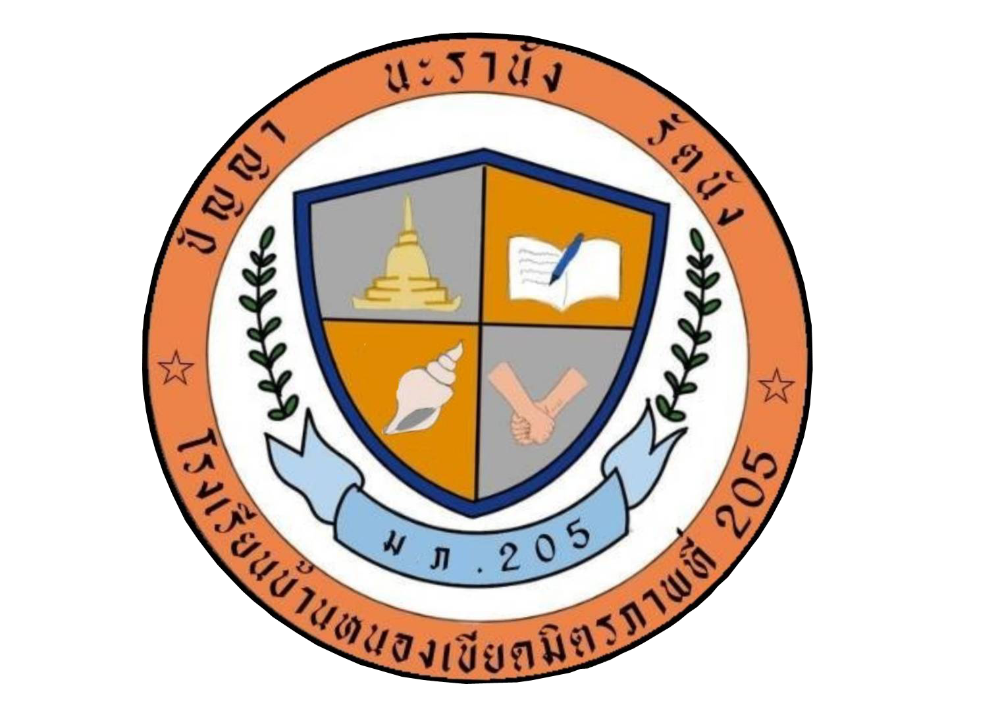 ปัญญา นะรานัง รัตนัง
ม ภ . 205
โรงเรียนบ้านหนองเขียดมิตรภาพที่ 205